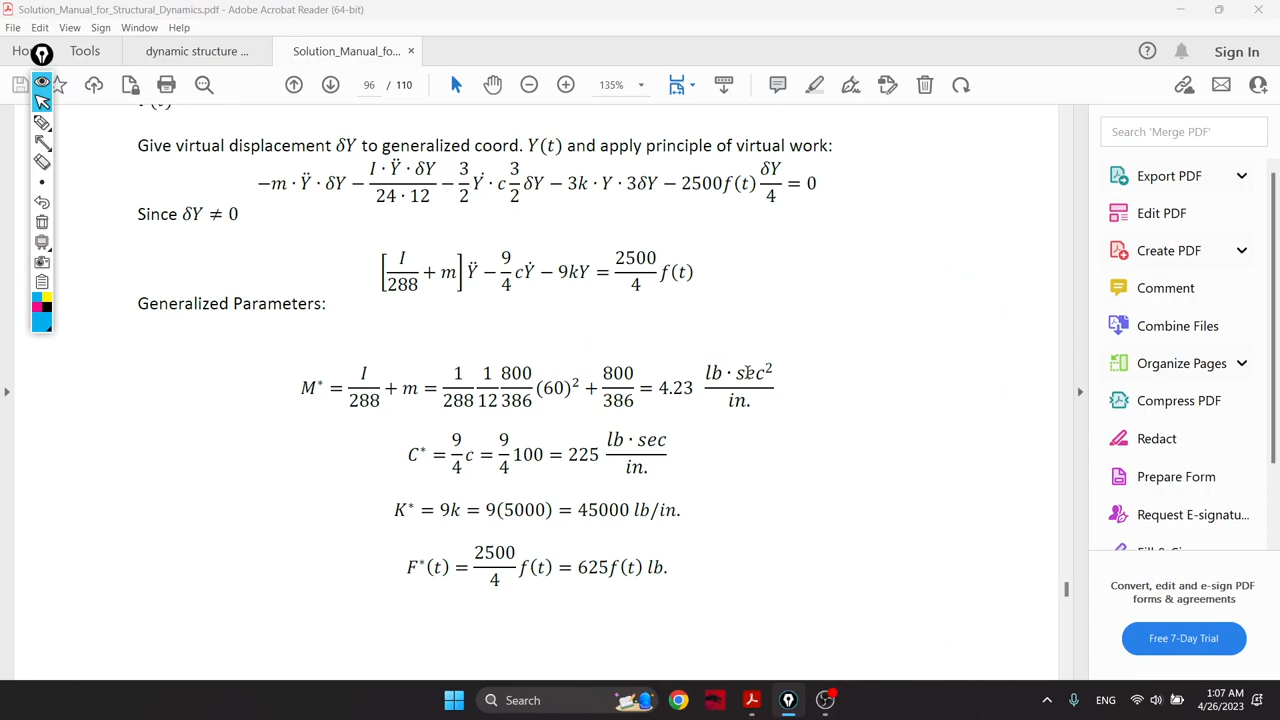 Solution_Manual_for_Structural_Dynamics.pdf - Adobe Acrobat Reader (64-bit)
File Edit View Sign Window Help
Tools dynamic structure ... Solution_Manual_fo... × Sign In
96 / 110 135%
Give virtual displacement δY to generalized coord. Y(t) and apply principle of virtual work:
−m · Ÿ · δY − (I · Ÿ · δY)/(24 · 12) − 3/2 Ẏ · c 3/2 δY − 3k · Y · 3δY − 2500f(t) δY/4 = 0
Since δY ≠ 0
[I/288 + m] Ÿ − 9/4 cẎ − 9kY = 2500/4 f(t)
Generalized Parameters:
M* = I/288 + m = 1/288 1/12 800/386 (60)² + 800/386 = 4.23 lb · sec²/in.
C* = 9/4 c = 9/4 100 = 225 lb · sec/in.
K* = 9k = 9(5000) = 45000 lb/in.
F*(t) = 2500/4 f(t) = 625f(t) lb.
Search 'Merge PDF'
Export PDF
Edit PDF
Create PDF
Comment
Combine Files
Organize Pages
Compress PDF
Redact
Prepare Form
Request E-signatu...
Convert, edit and e-sign PDF
forms & agreements
Free 7-Day Trial
Search
ENG
1:07 AM
4/26/2023